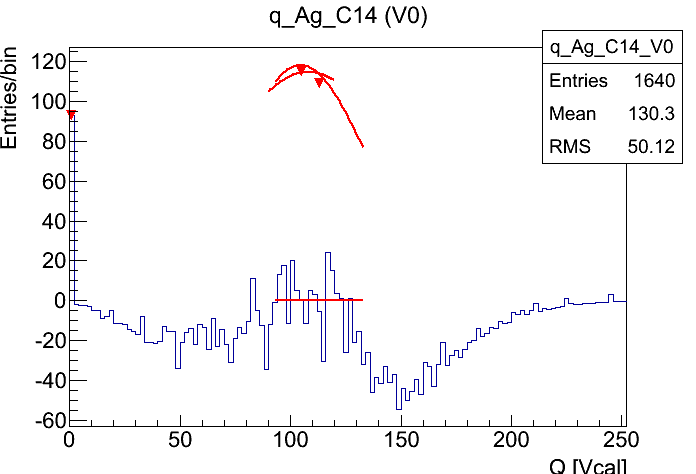 q_Ag_C14 (V0)
q_Ag_C14_V0
Entries 1640
Mean 130.3
RMS 50.12
Entries/bin
120
100
80
60
40
20
0
-20
-40
-60
0 50 100 150 200 250
Q [Vcal]